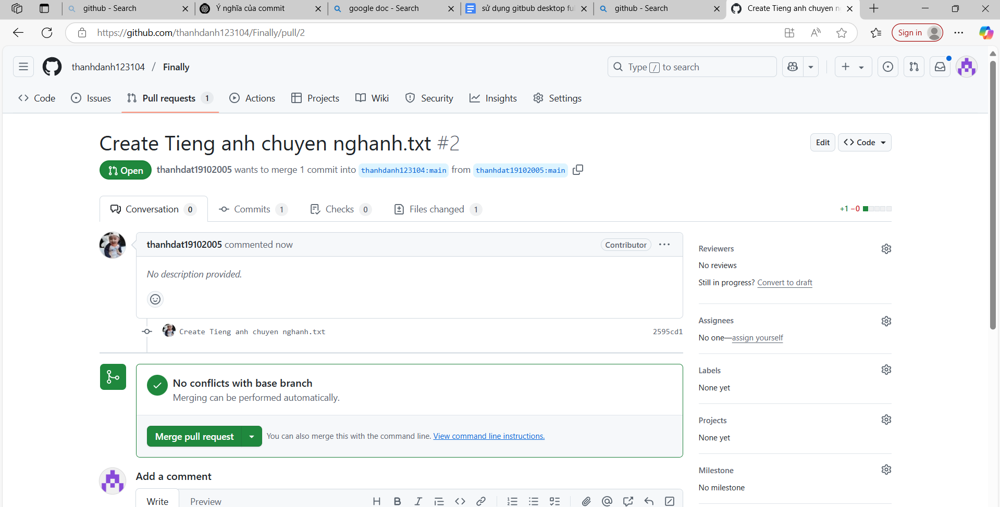 github - Search
Ý nghĩa của commit
google doc - Search
sử dụng gitbub desktop ful
github - Search
Create Tieng anh chuyen n
https://github.com/thanhdanh123104/Finally/pull/2
Sign in
thanhdanh123104 / Finally
Type / to search
Code
Issues
Pull requests 1
Actions
Projects
Wiki
Security
Insights
Settings
Create Tieng anh chuyen nghanh.txt #2
Edit
Code
Open
thanhdat19102005 wants to merge 1 commit into thanhdanh123104:main from thanhdat19102005:main
Conversation 0
Commits 1
Checks 0
Files changed 1
+1 −0
thanhdat19102005 commented now
Contributor
No description provided.
Create Tieng anh chuyen nghanh.txt
2595cd1
No conflicts with base branch
Merging can be performed automatically.
Merge pull request
You can also merge this with the command line. View command line instructions.
Add a comment
Write
Preview
Reviewers
No reviews
Still in progress? Convert to draft
Assignees
No one—assign yourself
Labels
None yet
Projects
None yet
Milestone
No milestone